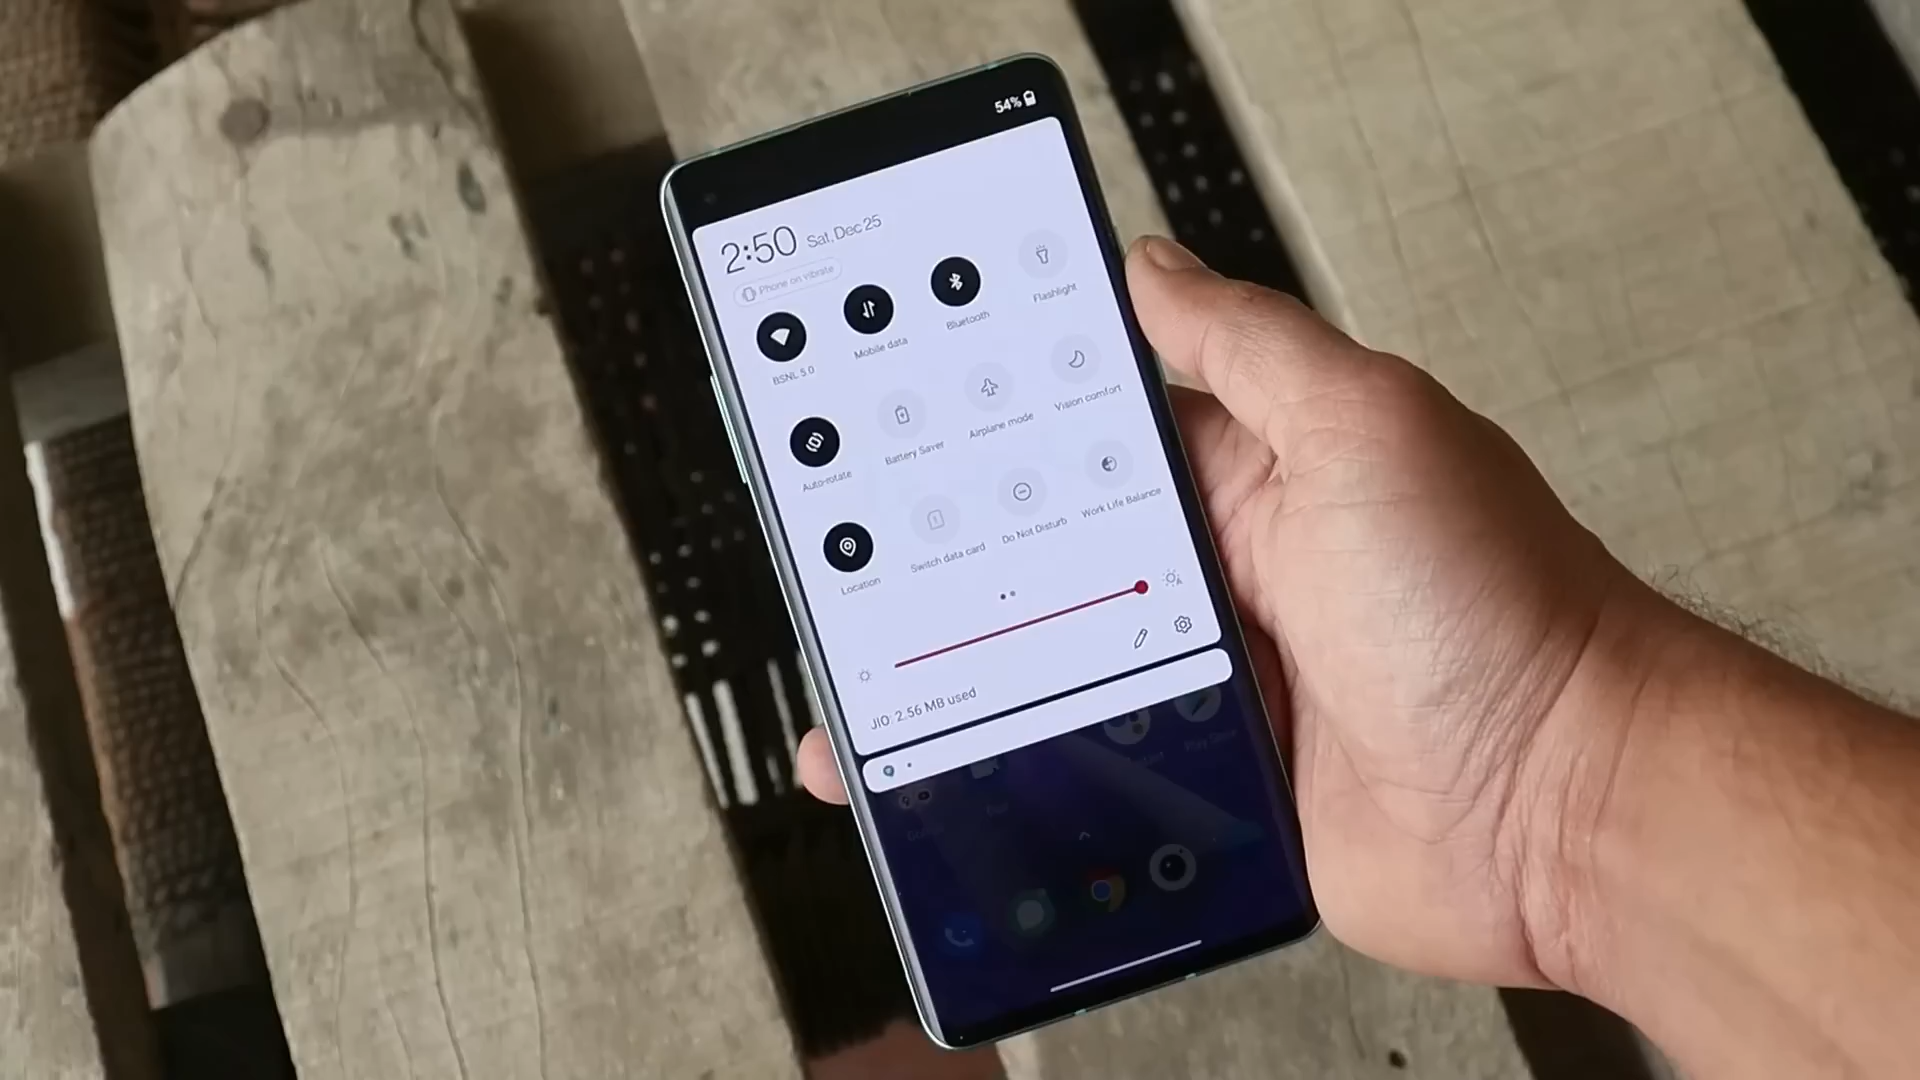 54%
2:50 Sat, Dec 25
Phone on vibrate
BSNL 5.0
Mobile data
Bluetooth
Flashlight
Auto-rotate
Battery Saver
Airplane mode
Vision comfort
Location
Switch data card
Do Not Disturb
Work Life Balance
JIO: 2.56 MB used
Play Store